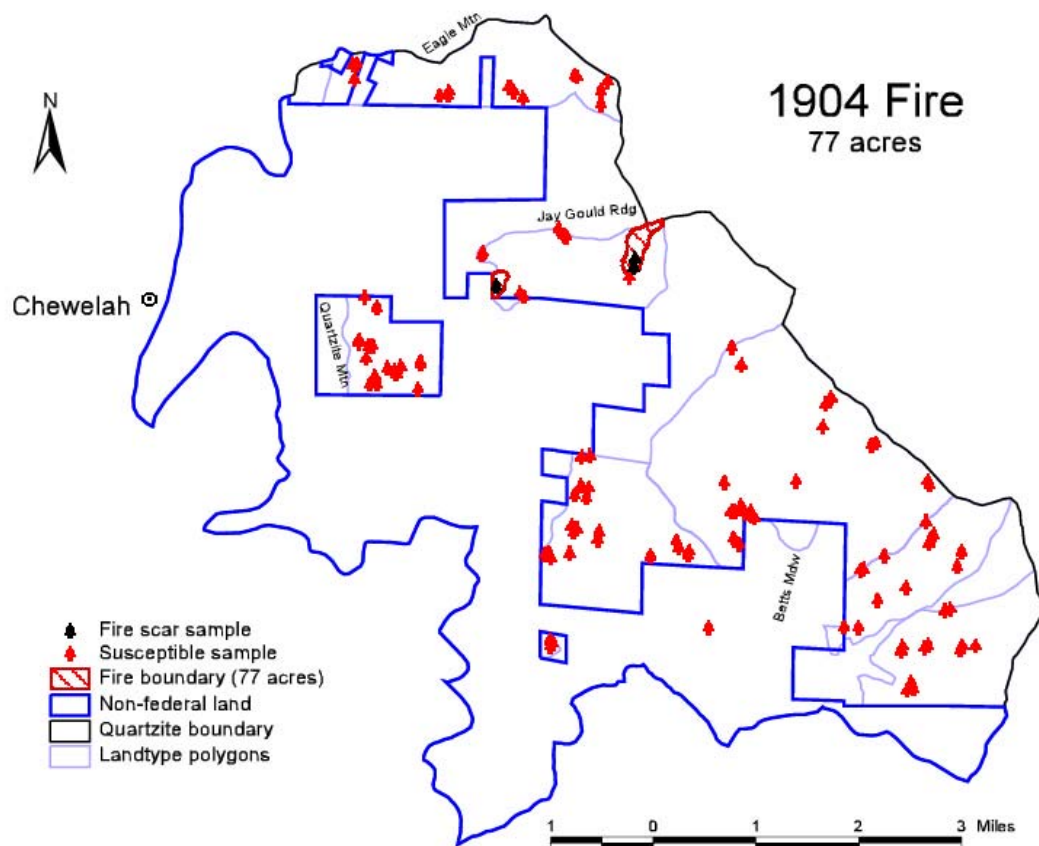 Eagle Mtn
N
1904 Fire
77 acres
Jay Gould Rdg
Chewelah
Quartzite Mtn
Betts Mdw
Fire scar sample
Susceptible sample
Fire boundary (77 acres)
Non-federal land
Quartzite boundary
Landtype polygons
1 0 1 2 3 Miles